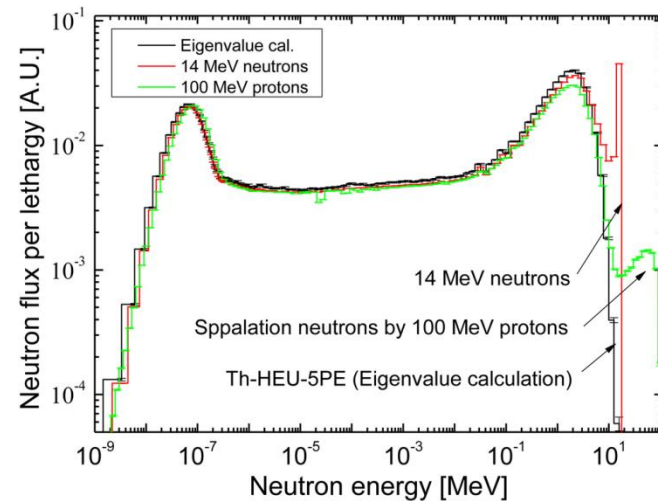 10⁻¹
Eigenvalue cal.
14 MeV neutrons
100 MeV protons
10⁻²
10⁻³
10⁻⁴
Neutron flux per lethargy [A.U.]
14 MeV neutrons
Sppalation neutrons by 100 MeV protons
Th-HEU-5PE (Eigenvalue calculation)
10⁻⁹ 10⁻⁷ 10⁻⁵ 10⁻³ 10⁻¹ 10¹
Neutron energy [MeV]